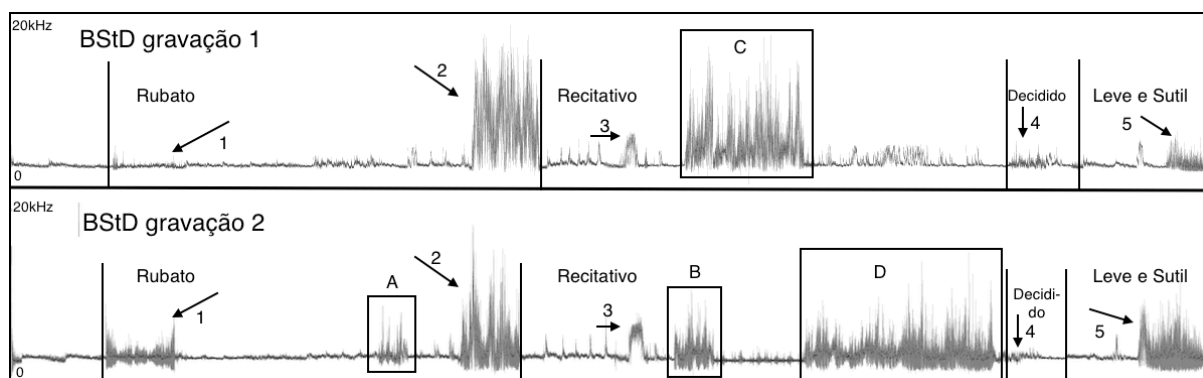 20kHz
BStD gravação 1
C
2
Rubato
Recitativo
Decidido
Leve e Sutil
1
3
4
5
0
20kHz
BStD gravação 2
2
Rubato
A
Recitativo
B
D
Decidi-
do
Leve e Sutil
1
3
4
5
0